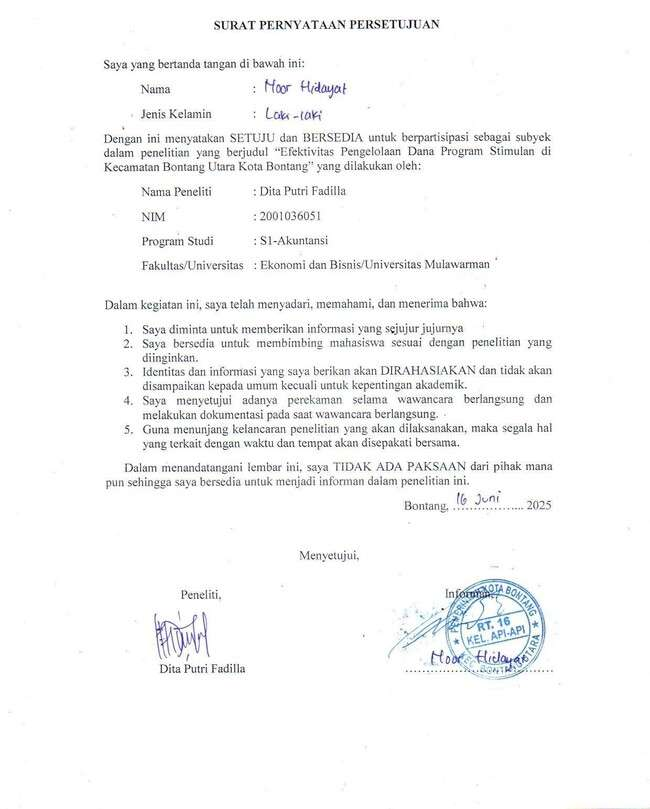 SURAT PERNYATAAN PERSETUJUAN
Saya yang bertanda tangan di bawah ini:
Nama : Moor Hidayat
Jenis Kelamin : Laki-laki
Dengan ini menyatakan SETUJU dan BERSEDIA untuk berpartisipasi sebagai subyek
dalam penelitian yang berjudul “Efektivitas Pengelolaan Dana Program Stimulan di
Kecamatan Bontang Utara Kota Bontang” yang dilakukan oleh:
Nama Peneliti : Dita Putri Fadilla
NIM : 2001036051
Program Studi : S1-Akuntansi
Fakultas/Universitas : Ekonomi dan Bisnis/Universitas Mulawarman
Dalam kegiatan ini, saya telah menyadari, memahami, dan menerima bahwa:
1. Saya diminta untuk memberikan informasi yang sejujur jujurnya
2. Saya bersedia untuk membimbing mahasiswa sesuai dengan penelitian yang
diinginkan.
3. Identitas dan informasi yang saya berikan akan DIRAHASIAKAN dan tidak akan
disampaikan kepada umum kecuali untuk kepentingan akademik.
4. Saya menyetujui adanya perekaman selama wawancara berlangsung dan
melakukan dokumentasi pada saat wawancara berlangsung.
5. Guna menunjang kelancaran penelitian yang akan dilaksanakan, maka segala hal
yang terkait dengan waktu dan tempat akan disepakati bersama.
Dalam menandatangani lembar ini, saya TIDAK ADA PAKSAAN dari pihak mana
pun sehingga saya bersedia untuk menjadi informan dalam penelitian ini.
Bontang, 16 Juni 2025
Menyetujui,
Peneliti,
Informan,
PEMERINTAH KOTA BONTANG
RT. 16
KEL. API-API
KEC. BONTANG UTARA
Dita Putri Fadilla
Moor Hidayat